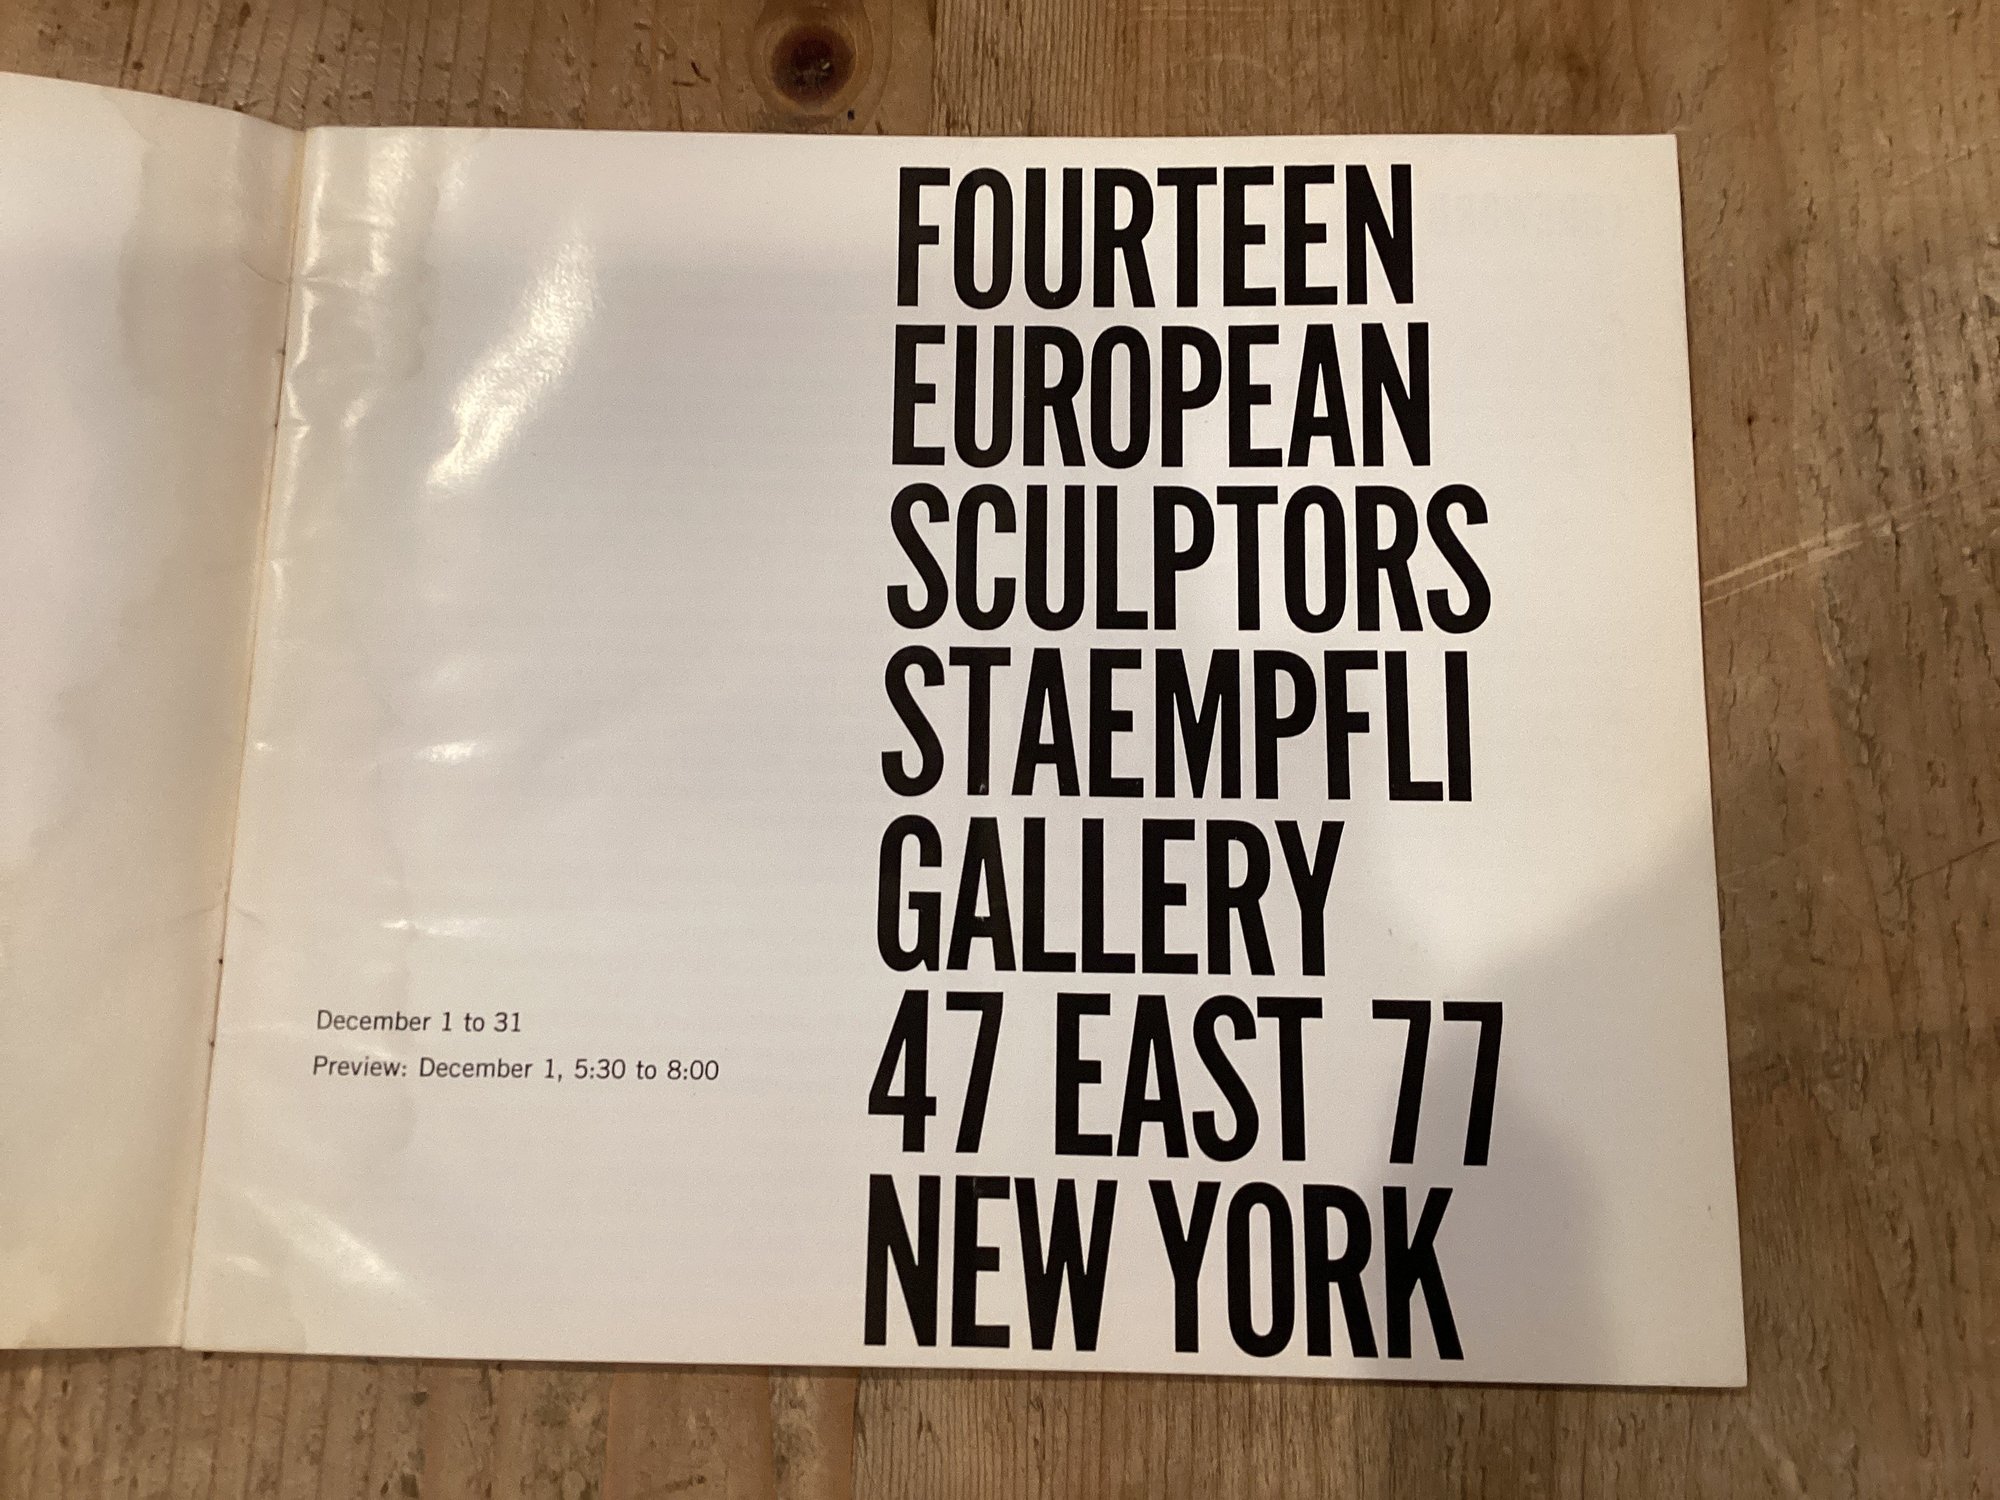 FOURTEEN
EUROPEAN
SCULPTORS
STAEMPFLI
GALLERY
47 EAST 77
NEW YORK
December 1 to 31
Preview: December 1, 5:30 to 8:00